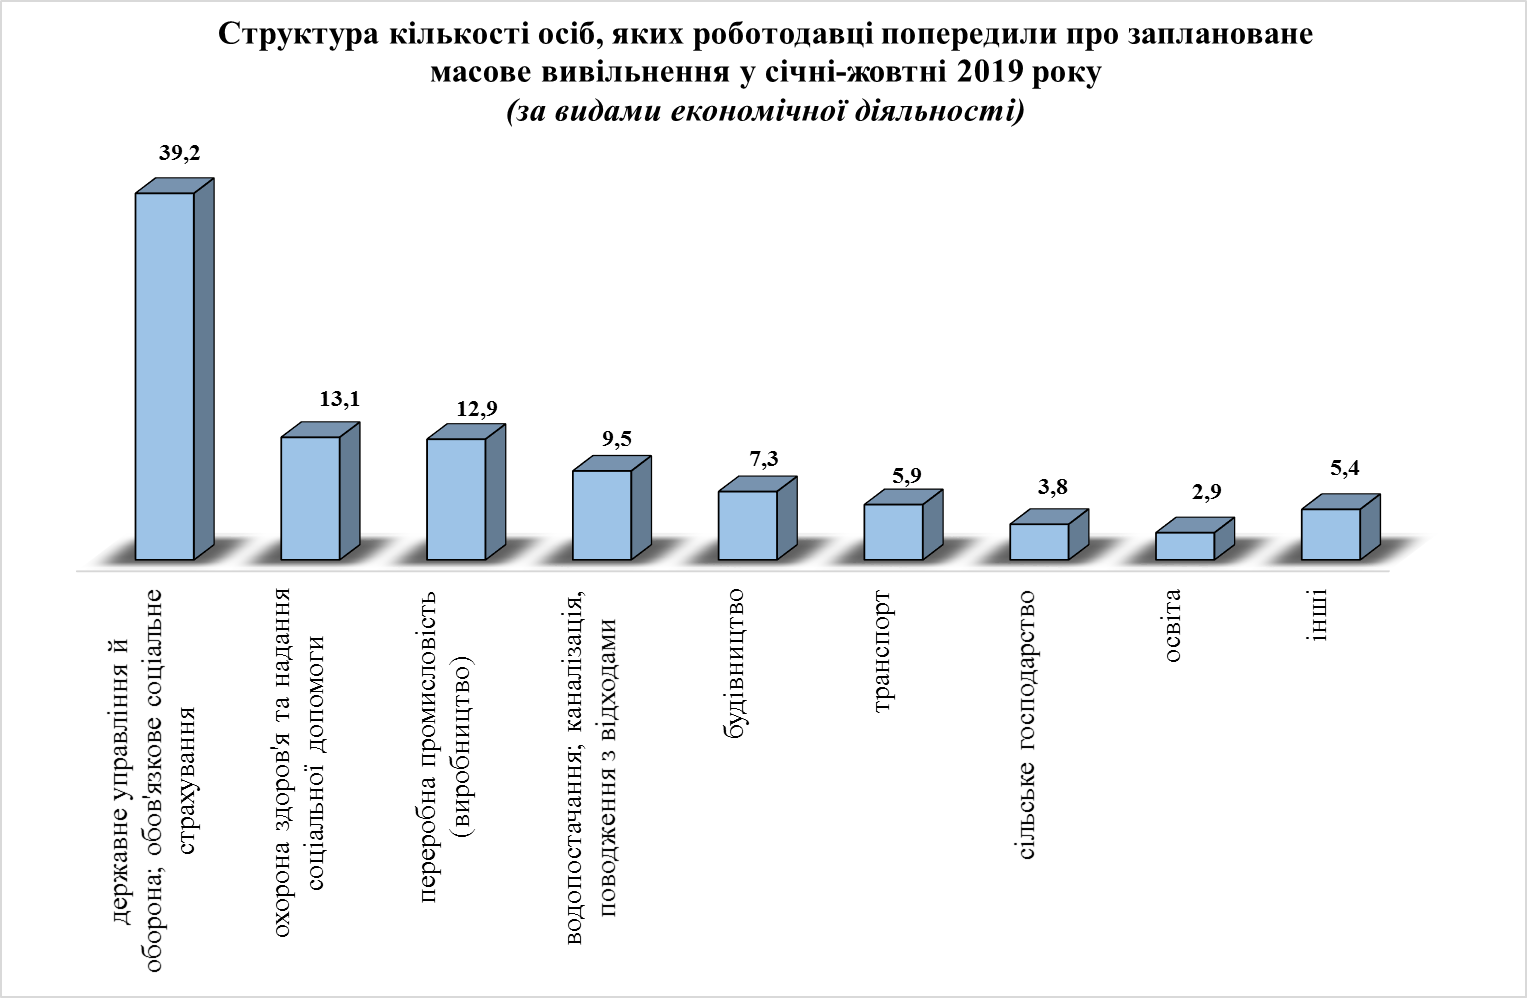 Структура кількості осіб, яких роботодавці попередили про заплановане
масове вивільнення у січні-жовтні 2019 року
(за видами економічної діяльності)
39,2
13,1
12,9
9,5
7,3
5,9
3,8
2,9
5,4
державне управління й
оборона; обов'язкове соціальне
страхування
охорона здоров'я та надання
соціальної допомоги
переробна промисловість
(виробництво)
водопостачання; каналізація,
поводження з відходами
будівництво
транспорт
сільське господарство
освіта
інші